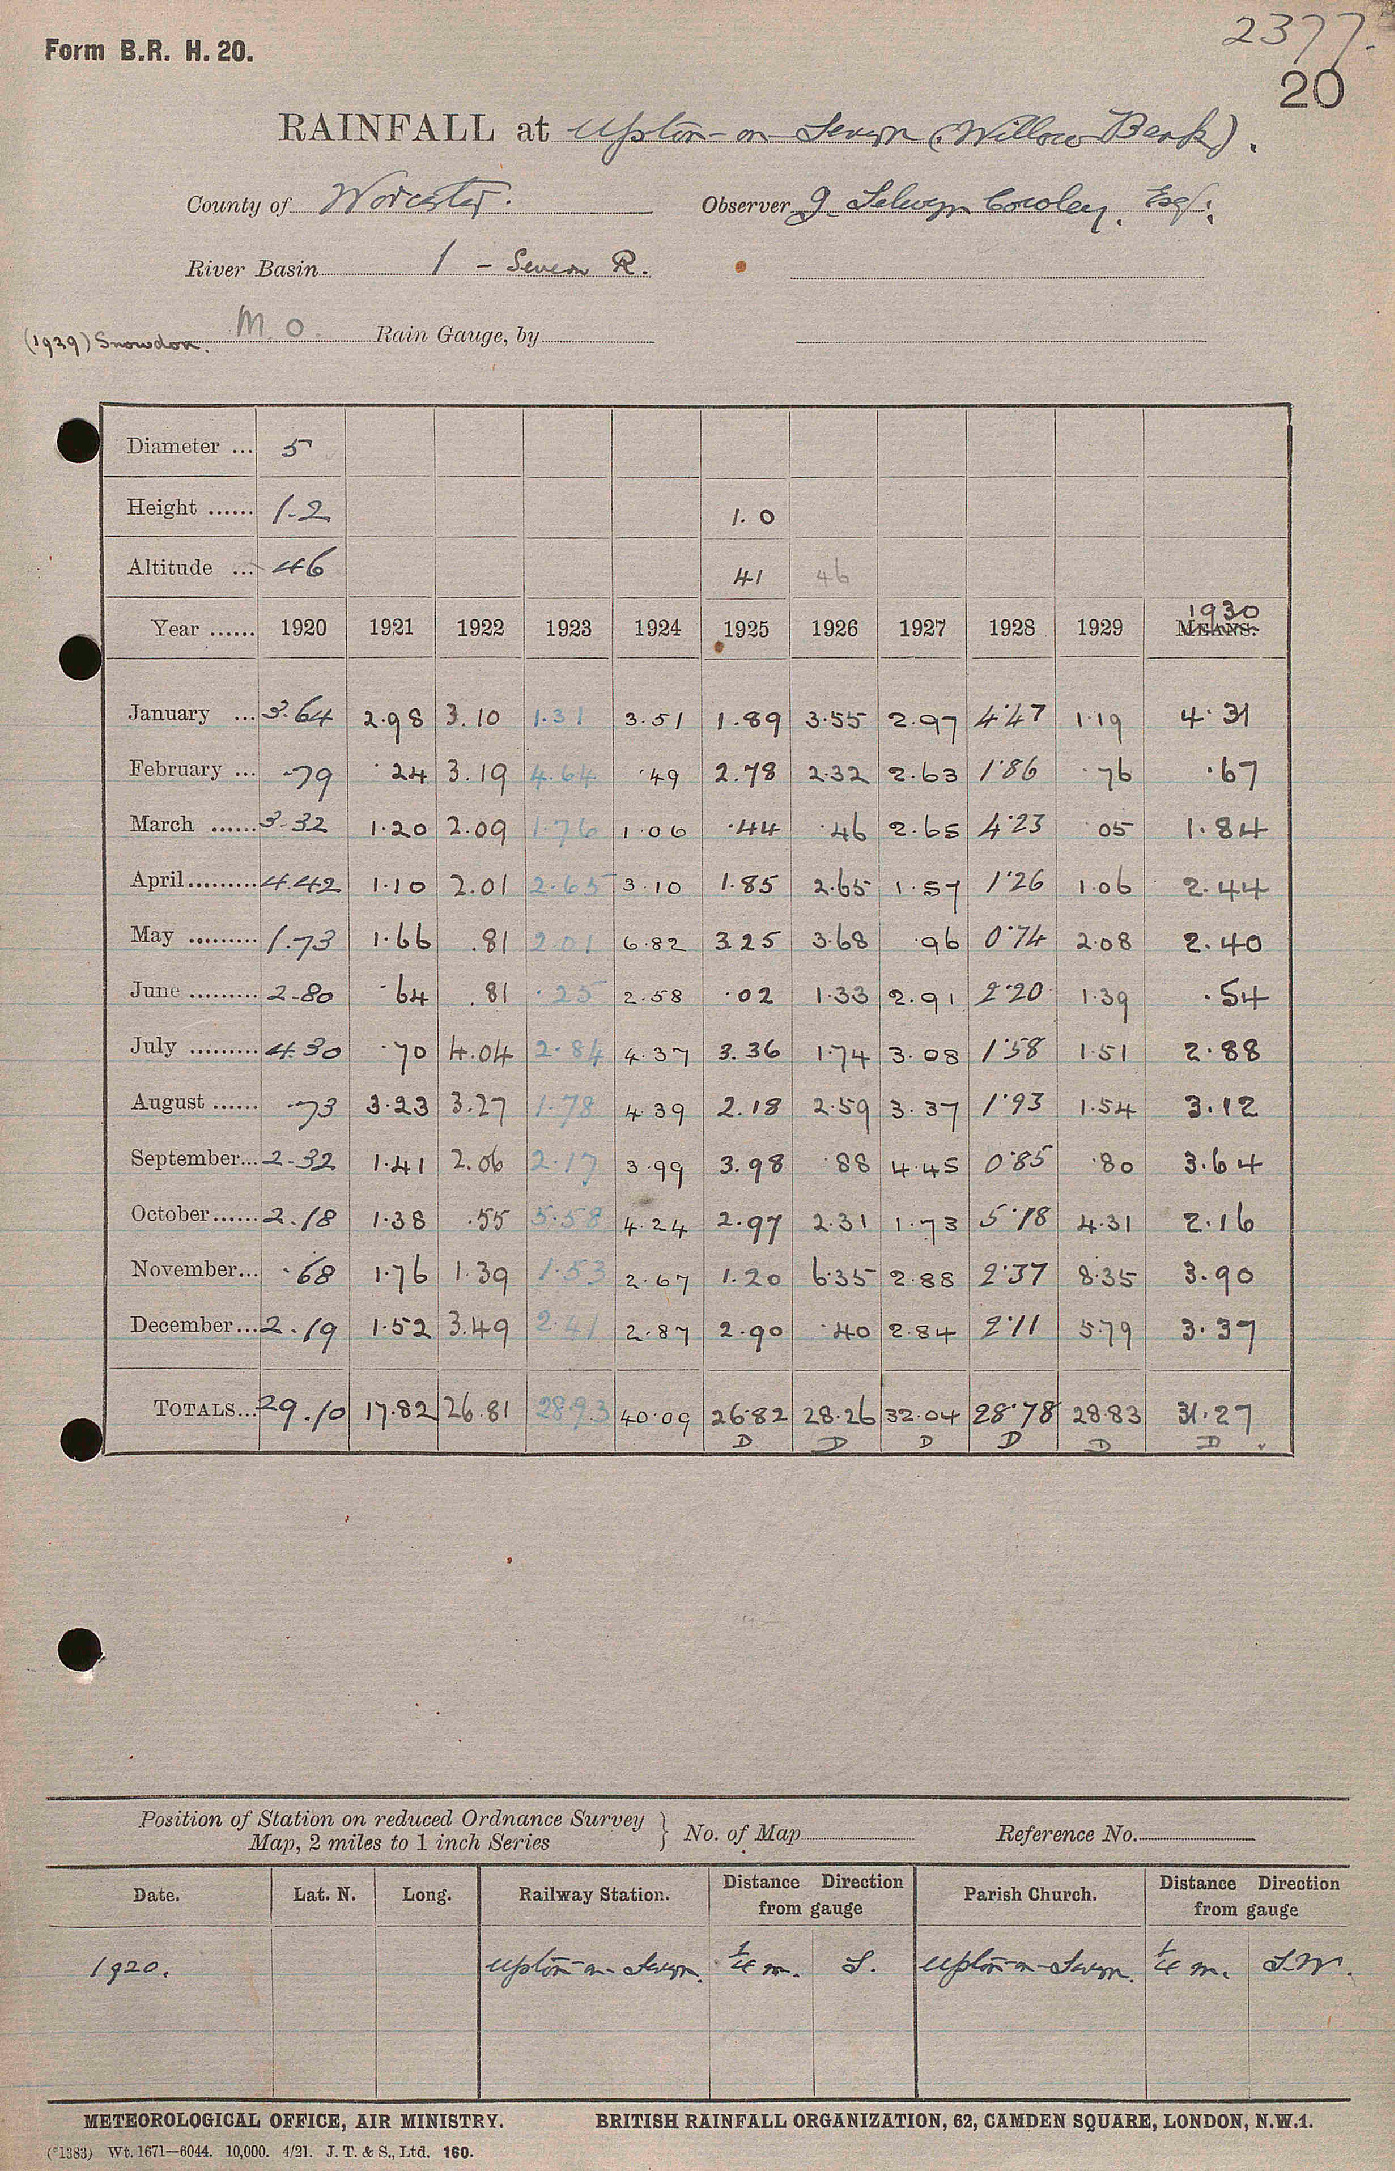 2377.
Form B.R. H. 20.
20
RAINFALL at Upton-on-Severn (Willow Bank).
County of Worcester. Observer J. Selwyn Cowley, Esq.
River Basin 1 - Severn R.
(1929) Snowdon. M.O. Rain Gauge, by
Diameter ... 5
Height ...... 1.2 1.0
Altitude ... 46 41 46
Year ...... 1920 1921 1922 1923 1924 1925 1926 1927 1928 1929 MEANS. 1930
January ... 3.64 2.98 3.10 1.31 3.51 1.89 3.55 2.97 4.47 1.19 4.31
February ... .79 .24 3.19 4.64 .49 2.78 2.32 2.63 1.86 .76 .67
March ...... 3.32 1.20 2.09 1.76 1.06 .44 .46 2.65 4.23 .05 1.84
April ......... 4.42 1.10 2.01 2.65 3.10 1.85 2.65 1.57 1.26 1.06 2.44
May ......... 1.73 1.66 .81 2.01 6.82 3.25 3.68 .96 0.74 2.08 2.40
June ......... 2.80 .64 .81 .25 2.58 .02 1.33 2.91 2.20 1.39 .54
July ......... 4.30 .70 4.04 2.84 4.37 3.36 1.74 3.08 1.58 1.51 2.88
August ...... .73 3.23 3.27 1.78 4.39 2.18 2.59 3.37 1.93 1.54 3.12
September... 2.32 1.41 2.06 2.17 3.99 3.98 .88 4.45 0.85 .80 3.64
October...... 2.18 1.38 .55 5.58 4.24 2.97 2.31 1.73 5.18 4.31 2.16
November... .68 1.76 1.39 1.53 2.67 1.20 6.35 2.88 2.37 8.35 3.90
December... 2.19 1.52 3.49 2.41 2.87 2.90 .40 2.84 2.11 5.79 3.37
TOTALS... 29.10 17.82 26.81 28.93 40.09 26.82 28.26 32.04 28.78 28.83 31.27
D D D D D D
Position of Station on reduced Ordnance Survey
Map, 2 miles to 1 inch Series } No. of Map Reference No.
Date. Lat. N. Long. Railway Station. Distance Direction from gauge Parish Church. Distance Direction from gauge
1920. Upton-on-Severn. ¼ m. S. Upton-on-Severn. ¼ m. S.W.
METEOROLOGICAL OFFICE, AIR MINISTRY. BRITISH RAINFALL ORGANIZATION, 62, CAMDEN SQUARE, LONDON, N.W.1.
(*1383) Wt. 1671—6044. 10,000. 4/21. J. T. & S., Ltd. 160.